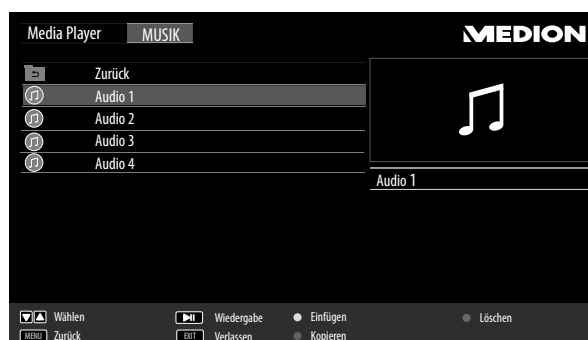 Media Player MUSIK MEDION
Zurück
Audio 1
Audio 2
Audio 3
Audio 4
Audio 1
Wählen Wiedergabe Einfügen Löschen
MENU Zurück EXIT Verlassen Kopieren